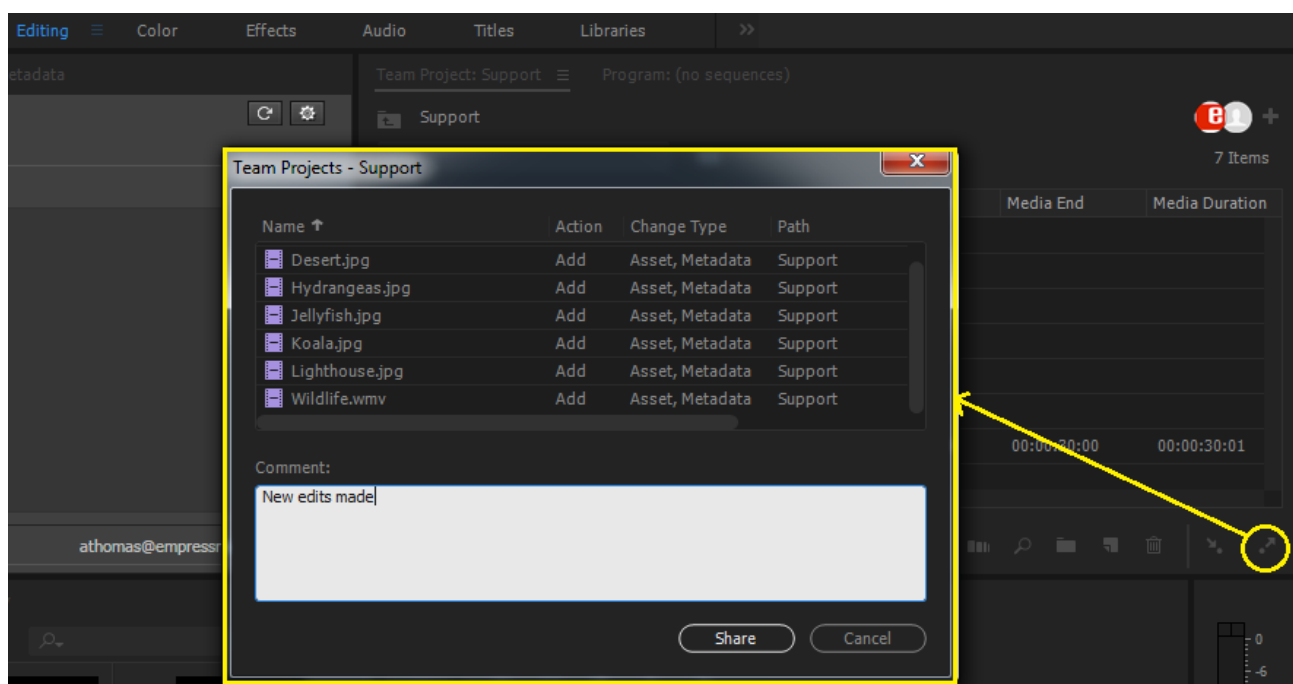 Editing Color Effects Audio Titles Libraries >>
etadata Team Project: Support Program: (no sequences)
Support
7 Items
Team Projects - Support
Media End Media Duration
Name Action Change Type Path
Desert.jpg Add Asset, Metadata Support
Hydrangeas.jpg Add Asset, Metadata Support
Jellyfish.jpg Add Asset, Metadata Support
Koala.jpg Add Asset, Metadata Support
Lighthouse.jpg Add Asset, Metadata Support
Wildlife.wmv Add Asset, Metadata Support
00:00:30:00 00:00:30:01
Comment:
New edits made
athomas@empressr
Share Cancel
0
-6